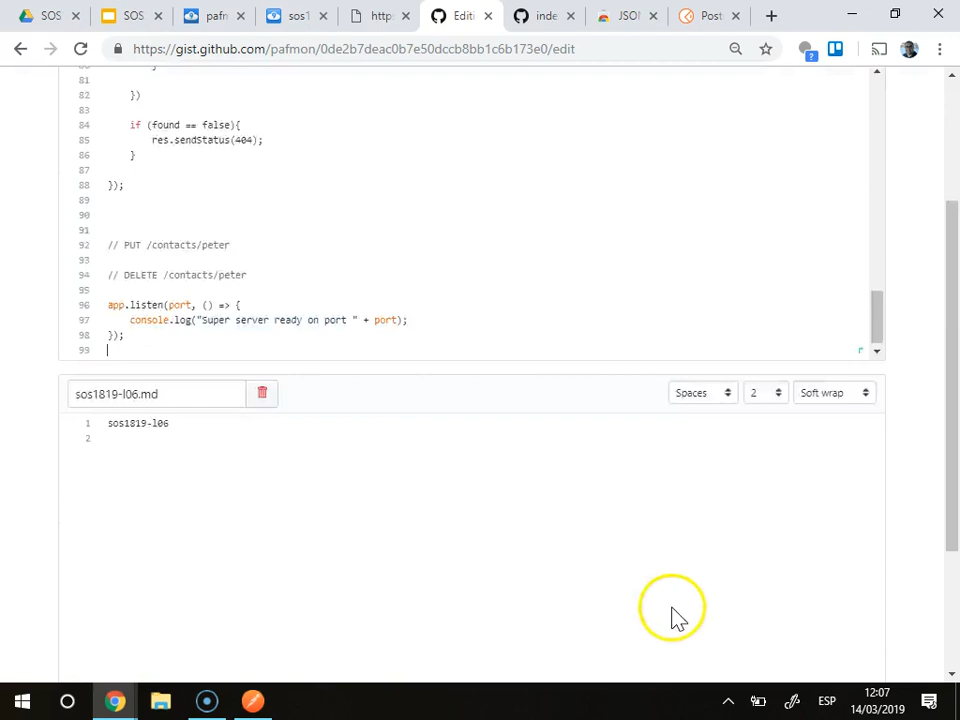 SOS
SOS
pafn
sos1
http
Editi
inde
JSON
Post
https://gist.github.com/pafmon/0de2b7deac0b7e50dccb8bb1c6b173e0/edit
81
82 })
83
84 if (found == false){
85 res.sendStatus(404);
86 }
87
88 });
89
90
91
92 // PUT /contacts/peter
93
94 // DELETE /contacts/peter
95
96 app.listen(port, () => {
97 console.log("Super server ready on port " + port);
98 });
99
sos1819-l06.md
Spaces
2
Soft wrap
1 sos1819-l06
2
ESP
12:07
14/03/2019